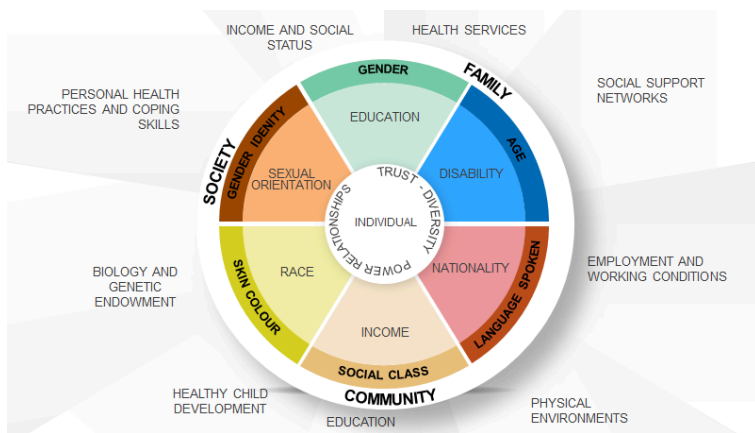 INCOME AND SOCIAL
STATUS
HEALTH SERVICES
PERSONAL HEALTH
PRACTICES AND COPING
SKILLS
SOCIAL SUPPORT
NETWORKS
GENDER
FAMILY
SOCIETY
GENDER IDENITY
AGE
EDUCATION
SEXUAL
ORIENTATION
DISABILITY
TRUST - DIVERSITY
POWER RELATIONSHIPS
INDIVIDUAL
RACE
NATIONALITY
SKIN COLOUR
LANGUAGE SPOKEN
BIOLOGY AND
GENETIC
ENDOWMENT
EMPLOYMENT AND
WORKING CONDITIONS
INCOME
SOCIAL CLASS
COMMUNITY
HEALTHY CHILD
DEVELOPMENT
EDUCATION
PHYSICAL
ENVIRONMENTS